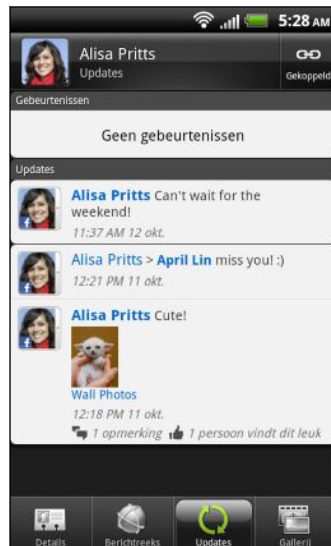 5:28 AM
Alisa Pritts
Updates
Gekoppeld
Gebeurtenissen
Geen gebeurtenissen
Updates
Alisa Pritts Can't wait for the
weekend!
11:37 AM 12 okt.
Alisa Pritts > April Lin miss you! :)
12:21 PM 11 okt.
Alisa Pritts Cute!
Wall Photos
12:18 PM 11 okt.
1 opmerking 1 persoon vindt dit leuk
Details Berichtreeks Updates Gallerij